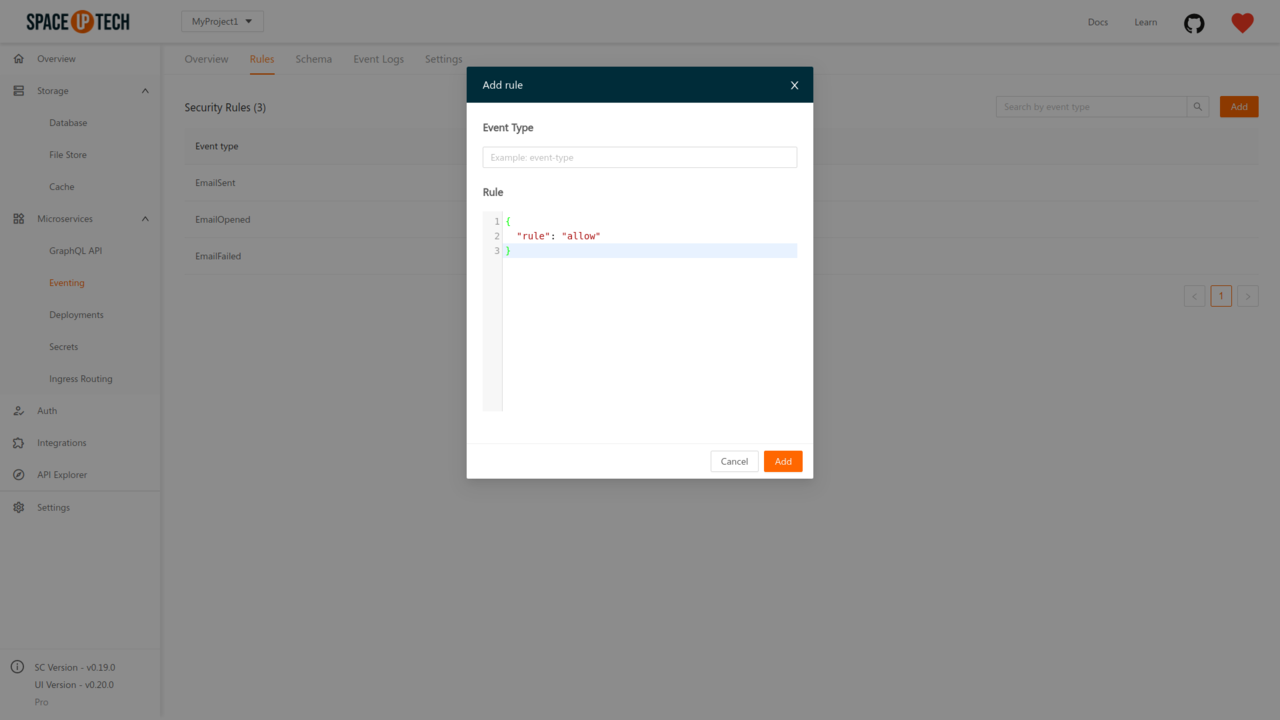 SPACE UP TECH
MyProject1
Docs
Learn
Overview
Storage
Database
File Store
Cache
Microservices
GraphQL API
Eventing
Deployments
Secrets
Ingress Routing
Auth
Integrations
API Explorer
Settings
SC Version - v0.19.0
UI Version - v0.20.0
Pro
Overview Rules Schema Event Logs Settings
Security Rules (3)
Search by event type
Add
Event type
EmailSent
EmailOpened
EmailFailed
1
Add rule
X
Event Type
Example: event-type
Rule
1 {
2 "rule": "allow"
3 }
Cancel
Add